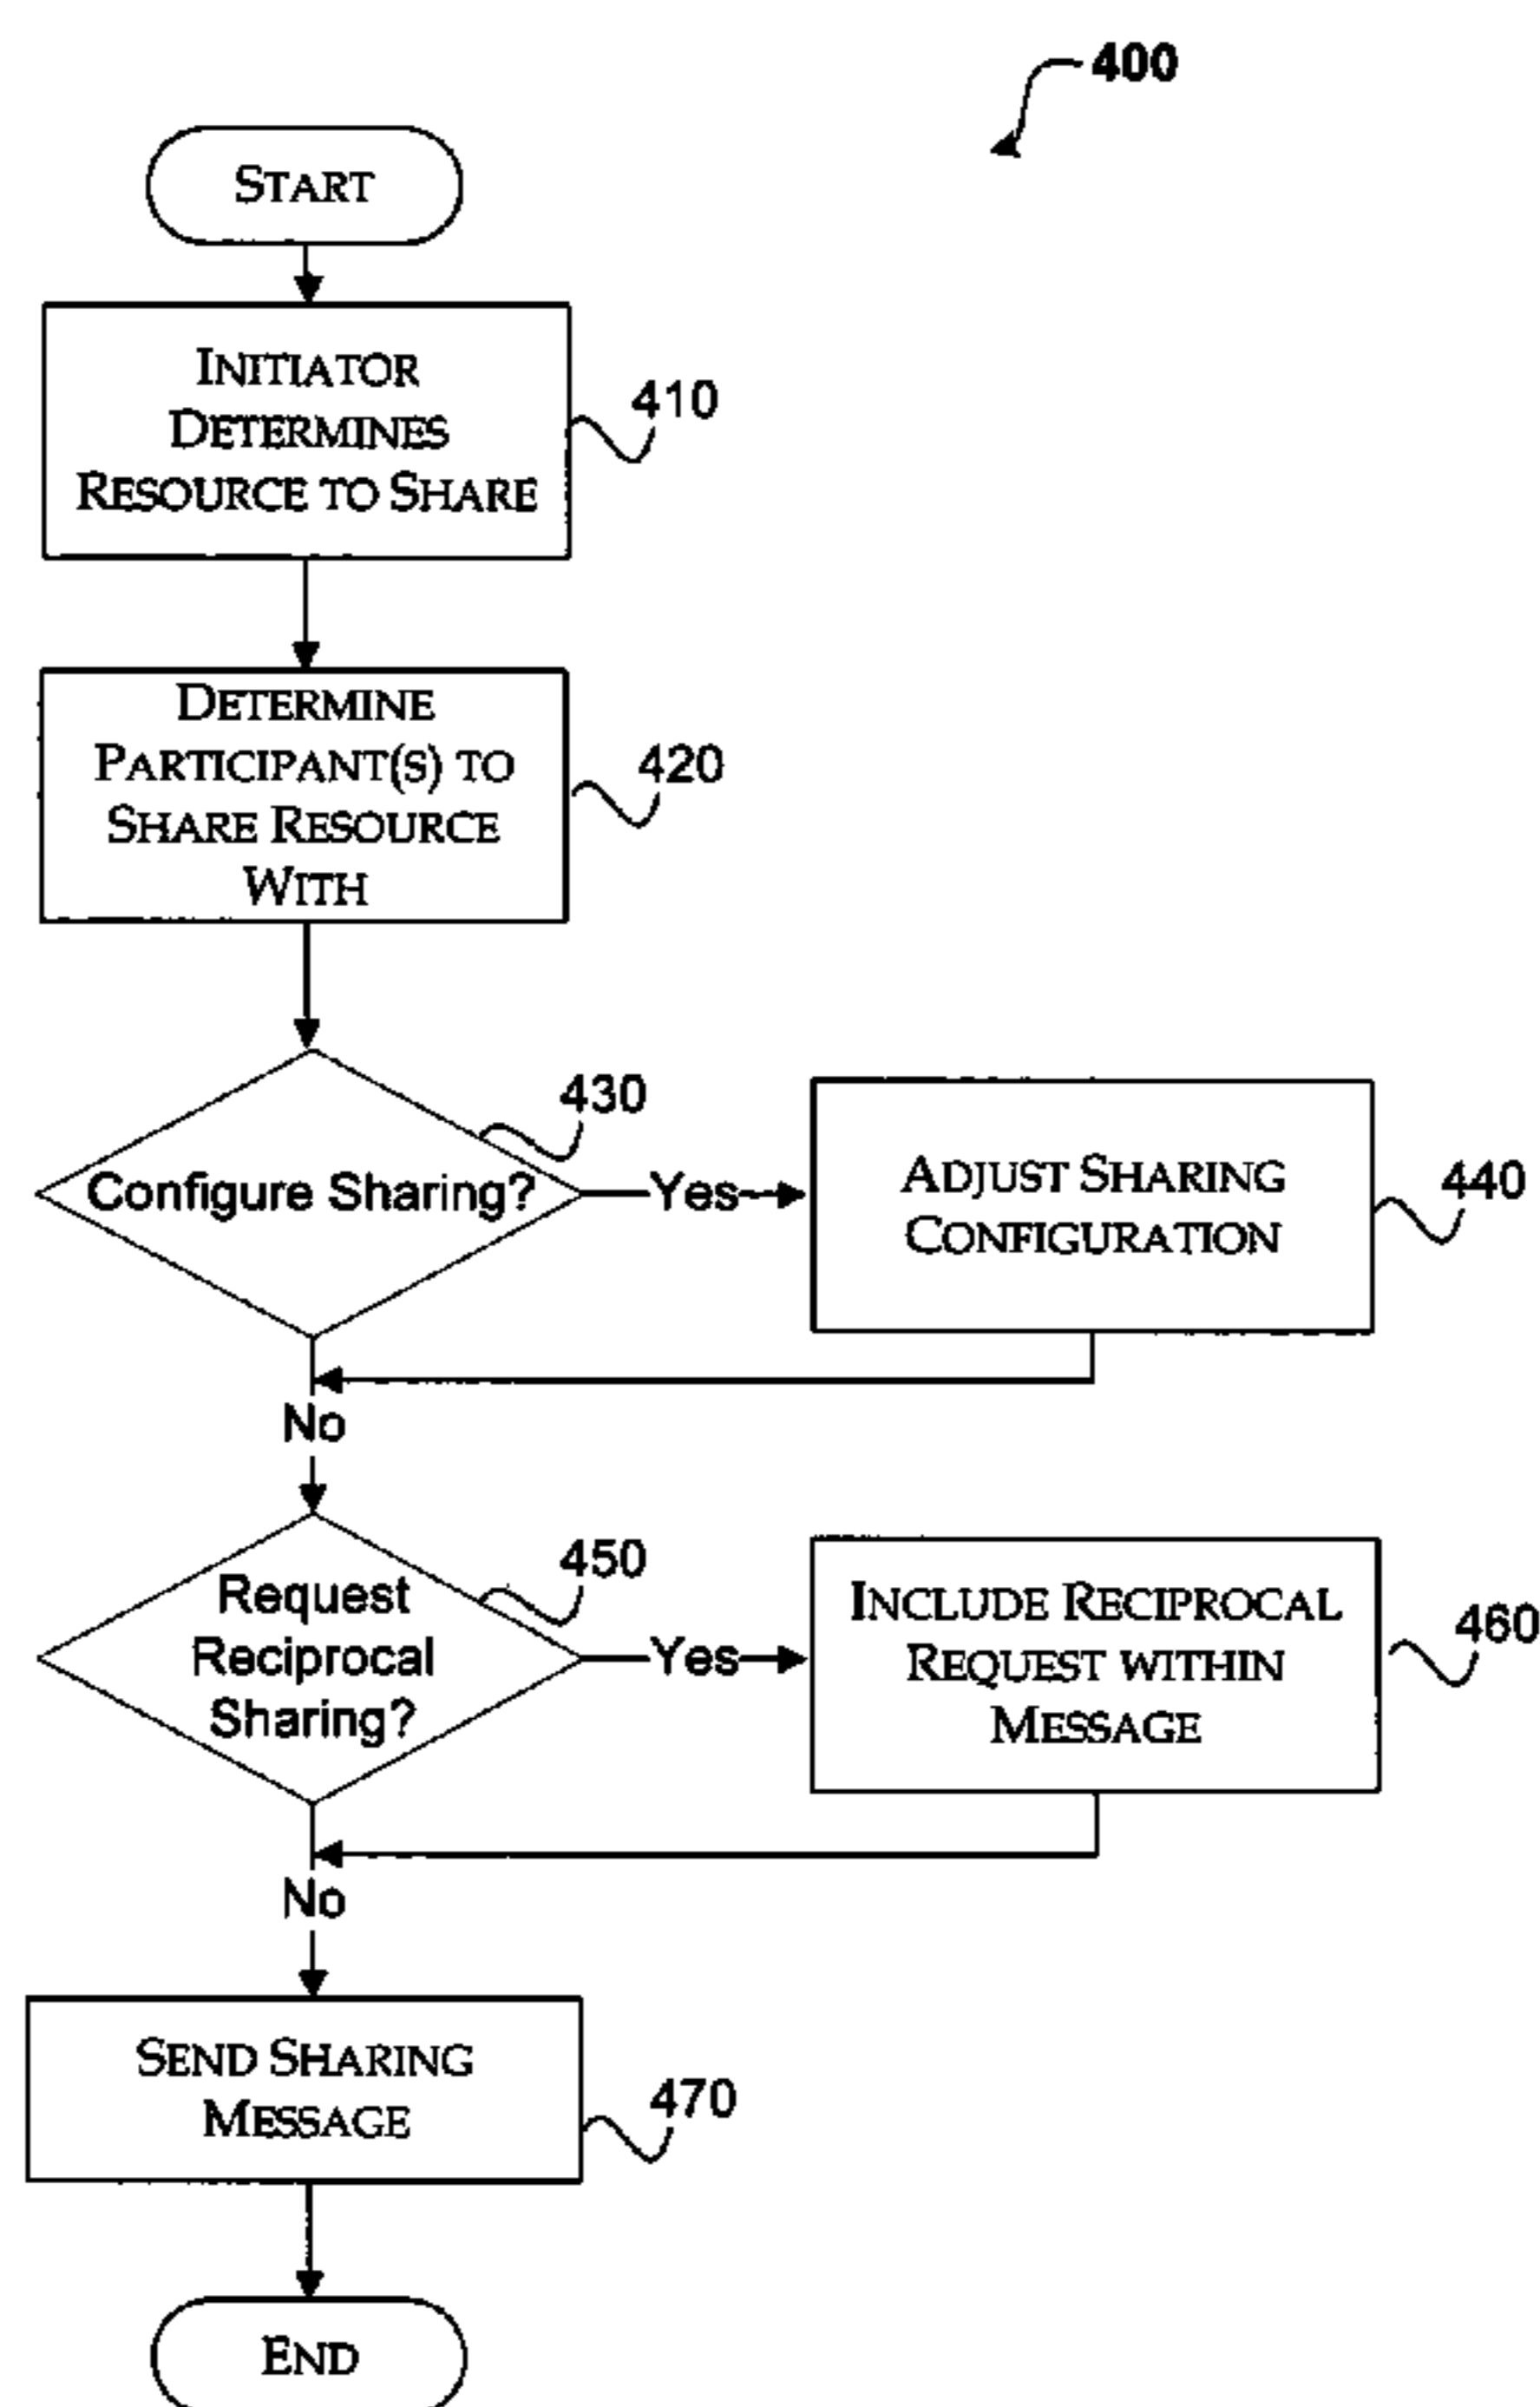 400
START
INITIATOR
DETERMINES
RESOURCE TO SHARE
410
DETERMINE
PARTICIPANT(S) TO
SHARE RESOURCE
WITH
420
430
Configure Sharing?
Yes
ADJUST SHARING
CONFIGURATION
440
No
450
Request
Reciprocal
Sharing?
Yes
INCLUDE RECIPROCAL
REQUEST WITHIN
MESSAGE
460
No
SEND SHARING
MESSAGE
470
END